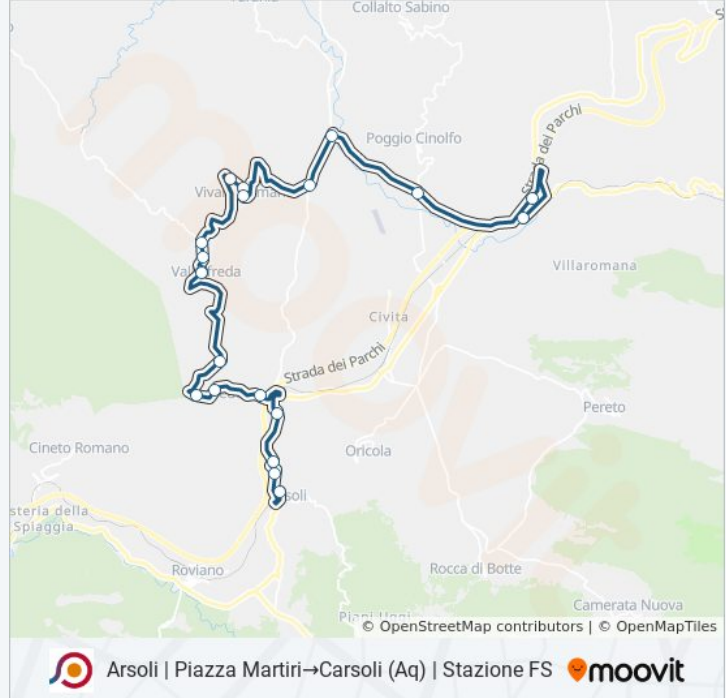 Collalto Sabino
Strada dei Parchi
Poggio Cinolfo
Villaromana
Civita
Strada dei Parchi
Pereto
Cineto Romano
Oricola
soli
steria della
Spiaggia
Roviano
Rocca di Botte
Camerata Nuova
© OpenStreetMap contributors | © OpenMapTiles
Arsoli | Piazza Martiri→Carsoli (Aq) | Stazione FS
moovit